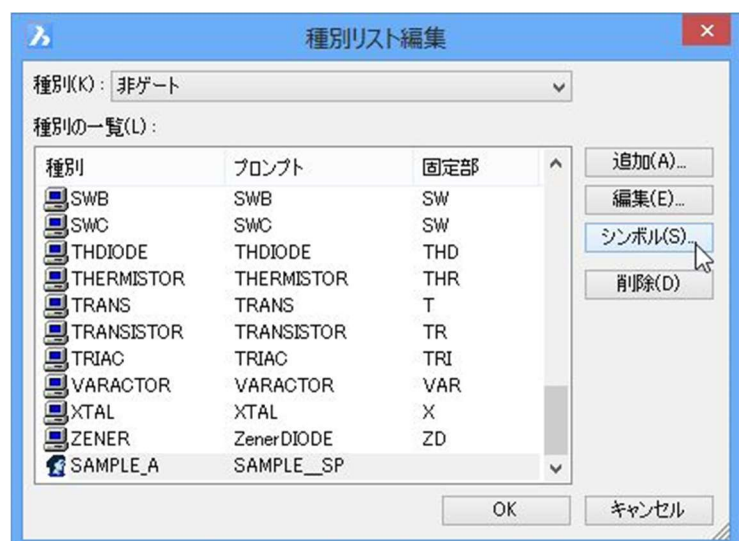 種別リスト編集
種別(K): 非ゲート
種別の一覧(L):
種別 プロンプト 固定部
SWB SWB SW
SWC SWC SW
THDIODE THDIODE THD
THERMISTOR THERMISTOR THR
TRANS TRANS T
TRANSISTOR TRANSISTOR TR
TRIAC TRIAC TRI
VARACTOR VARACTOR VAR
XTAL XTAL X
ZENER ZenerDIODE ZD
SAMPLE_A SAMPLE__SP
追加(A)...
編集(E)...
シンボル(S)...
削除(D)
OK キャンセル